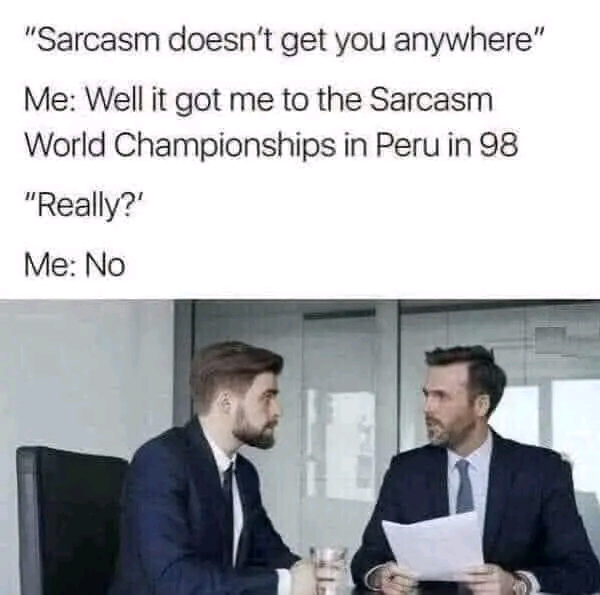 "Sarcasm doesn't get you anywhere"
Me: Well it got me to the Sarcasm
World Championships in Peru in 98
"Really?'
Me: No